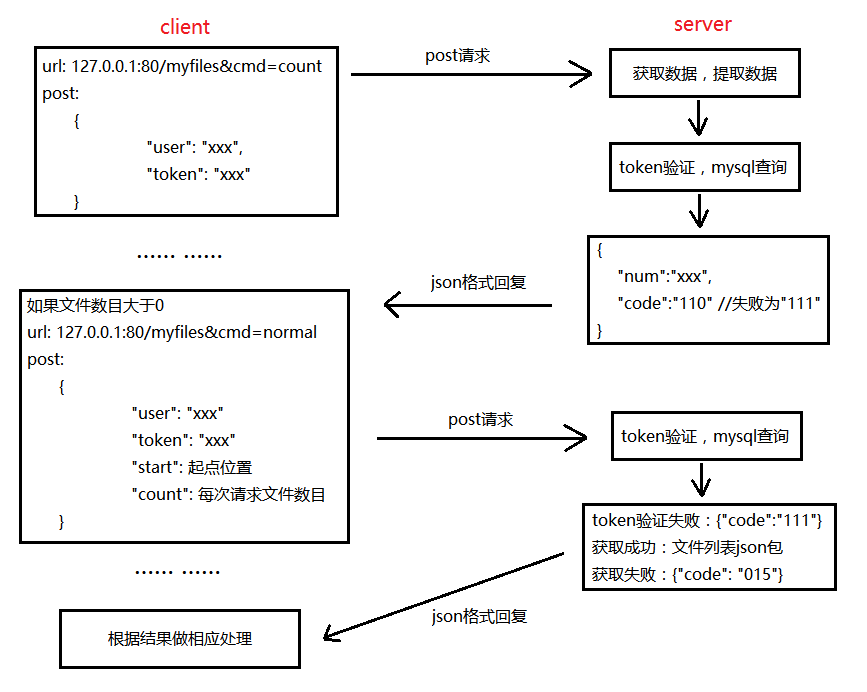 client
server
url: 127.0.0.1:80/myfiles&cmd=count
post:
{
"user": "xxx",
"token": "xxx"
}
post请求
获取数据，提取数据
token验证，mysql查询
{
"num":"xxx",
"code":"110" //失败为"111"
}
json格式回复
...... ......
如果文件数目大于0
url: 127.0.0.1:80/myfiles&cmd=normal
post:
{
"user": "xxx"
"token": "xxx"
"start": 起点位置
"count": 每次请求文件数目
}
post请求
token验证，mysql查询
token验证失败：{"code":"111"}
获取成功：文件列表json包
获取失败：{"code": "015"}
...... ......
json格式回复
根据结果做相应处理